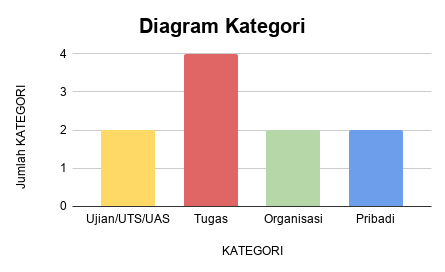 Diagram Kategori
Jumlah KATEGORI
4
3
2
1
0
Ujian/UTS/UAS Tugas Organisasi Pribadi
KATEGORI